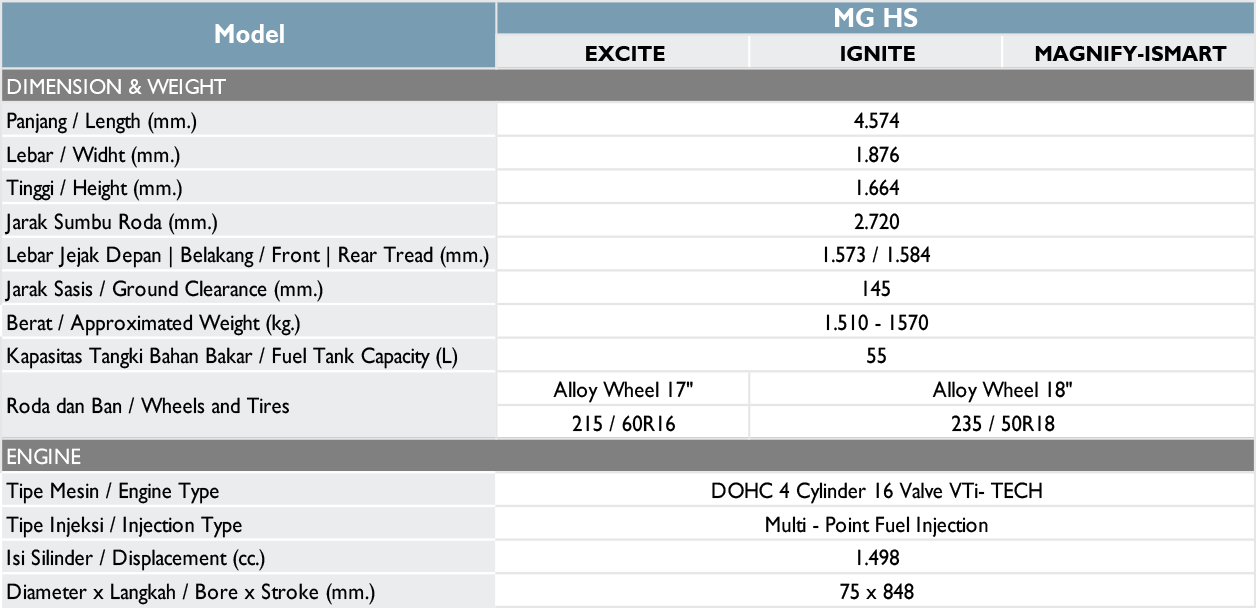 Model
MG HS
EXCITE IGNITE MAGNIFY-ISMART
DIMENSION & WEIGHT
Panjang / Length (mm.) 4.574
Lebar / Widht (mm.) 1.876
Tinggi / Height (mm.) 1.664
Jarak Sumbu Roda (mm.) 2.720
Lebar Jejak Depan | Belakang / Front | Rear Tread (mm.) 1.573 / 1.584
Jarak Sasis / Ground Clearance (mm.) 145
Berat / Approximated Weight (kg.) 1.510 - 1570
Kapasitas Tangki Bahan Bakar / Fuel Tank Capacity (L) 55
Roda dan Ban / Wheels and Tires
Alloy Wheel 17" Alloy Wheel 18"
215 / 60R16 235 / 50R18
ENGINE
Tipe Mesin / Engine Type DOHC 4 Cylinder 16 Valve VTi- TECH
Tipe Injeksi / Injection Type Multi - Point Fuel Injection
Isi Silinder / Displacement (cc.) 1.498
Diameter x Langkah / Bore x Stroke (mm.) 75 x 848